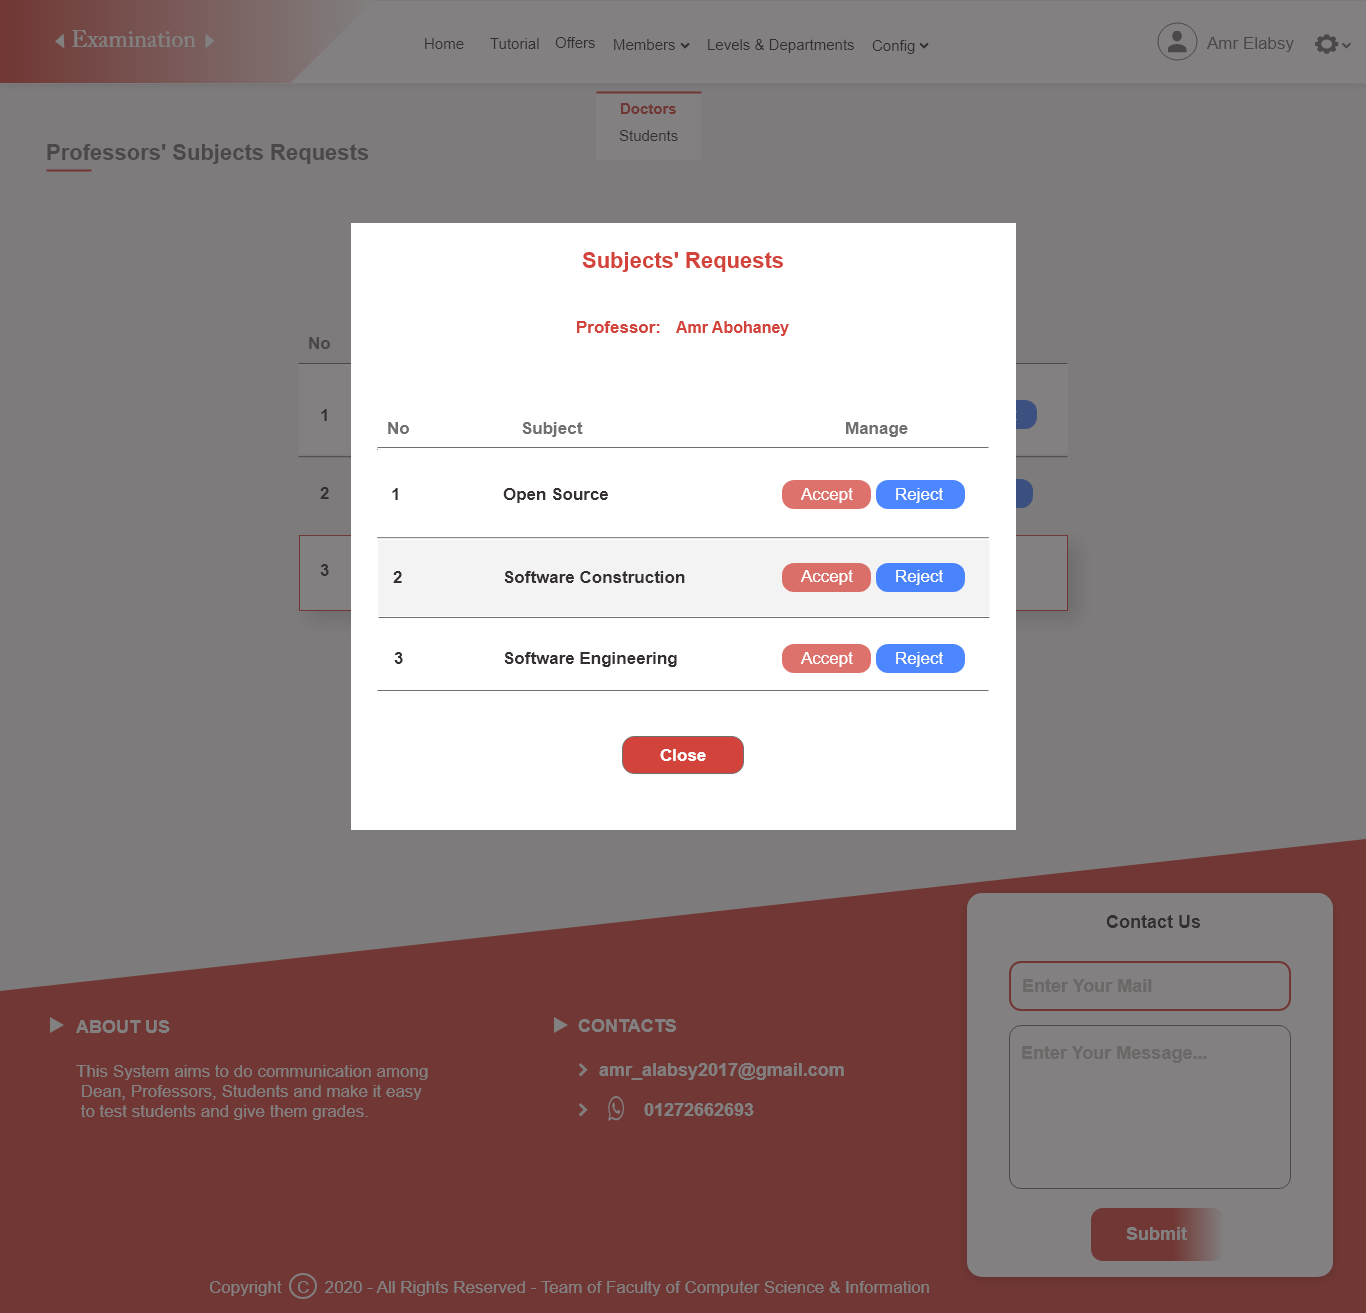 Examination
Home Tutorial Offers Members Levels & Departments Config
Amr Elabsy
Doctors
Students
Professors' Subjects Requests
No
1
2
3
Subjects' Requests
Professor: Amr Abohaney
No Subject Manage
1 Open Source Accept Reject
2 Software Construction Accept Reject
3 Software Engineering Accept Reject
Close
ABOUT US
This System aims to do communication among
Dean, Professors, Students and make it easy
to test students and give them grades.
CONTACTS
amr_alabsy2017@gmail.com
01272662693
Contact Us
Enter Your Mail
Enter Your Message...
Submit
Copyright © 2020 - All Rights Reserved - Team of Faculty of Computer Science & Information